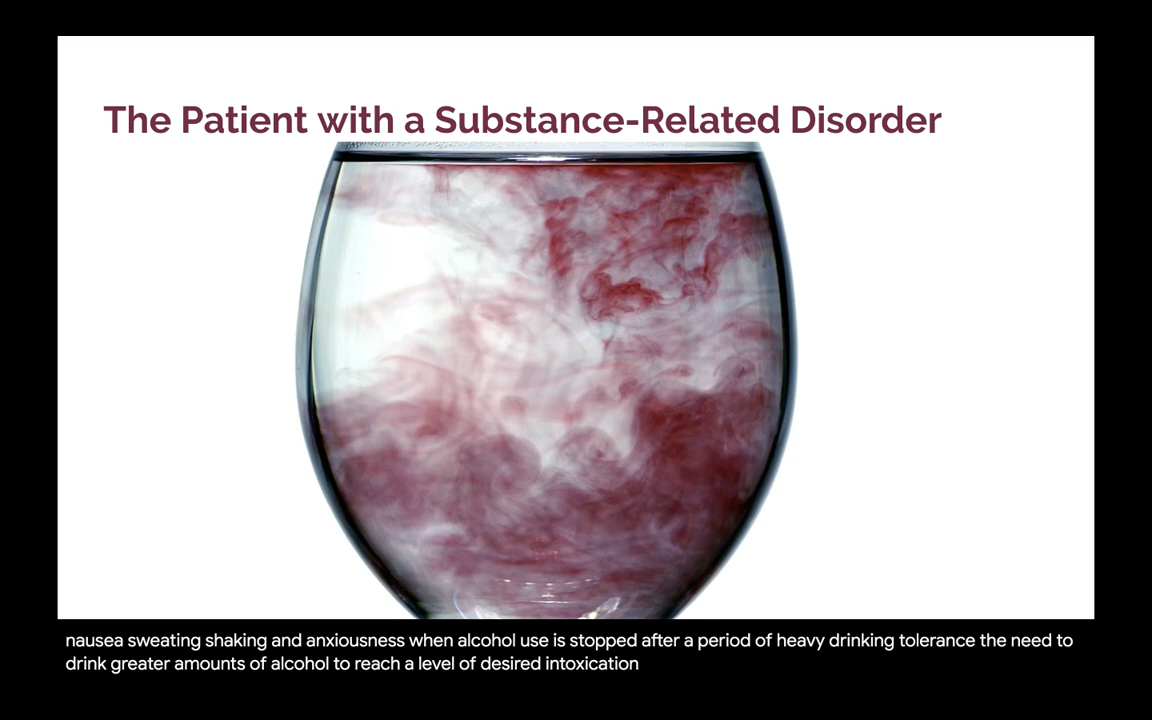 The Patient with a Substance-Related Disorder
nausea sweating shaking and anxiousness when alcohol use is stopped after a period of heavy drinking tolerance the need to
drink greater amounts of alcohol to reach a level of desired intoxication